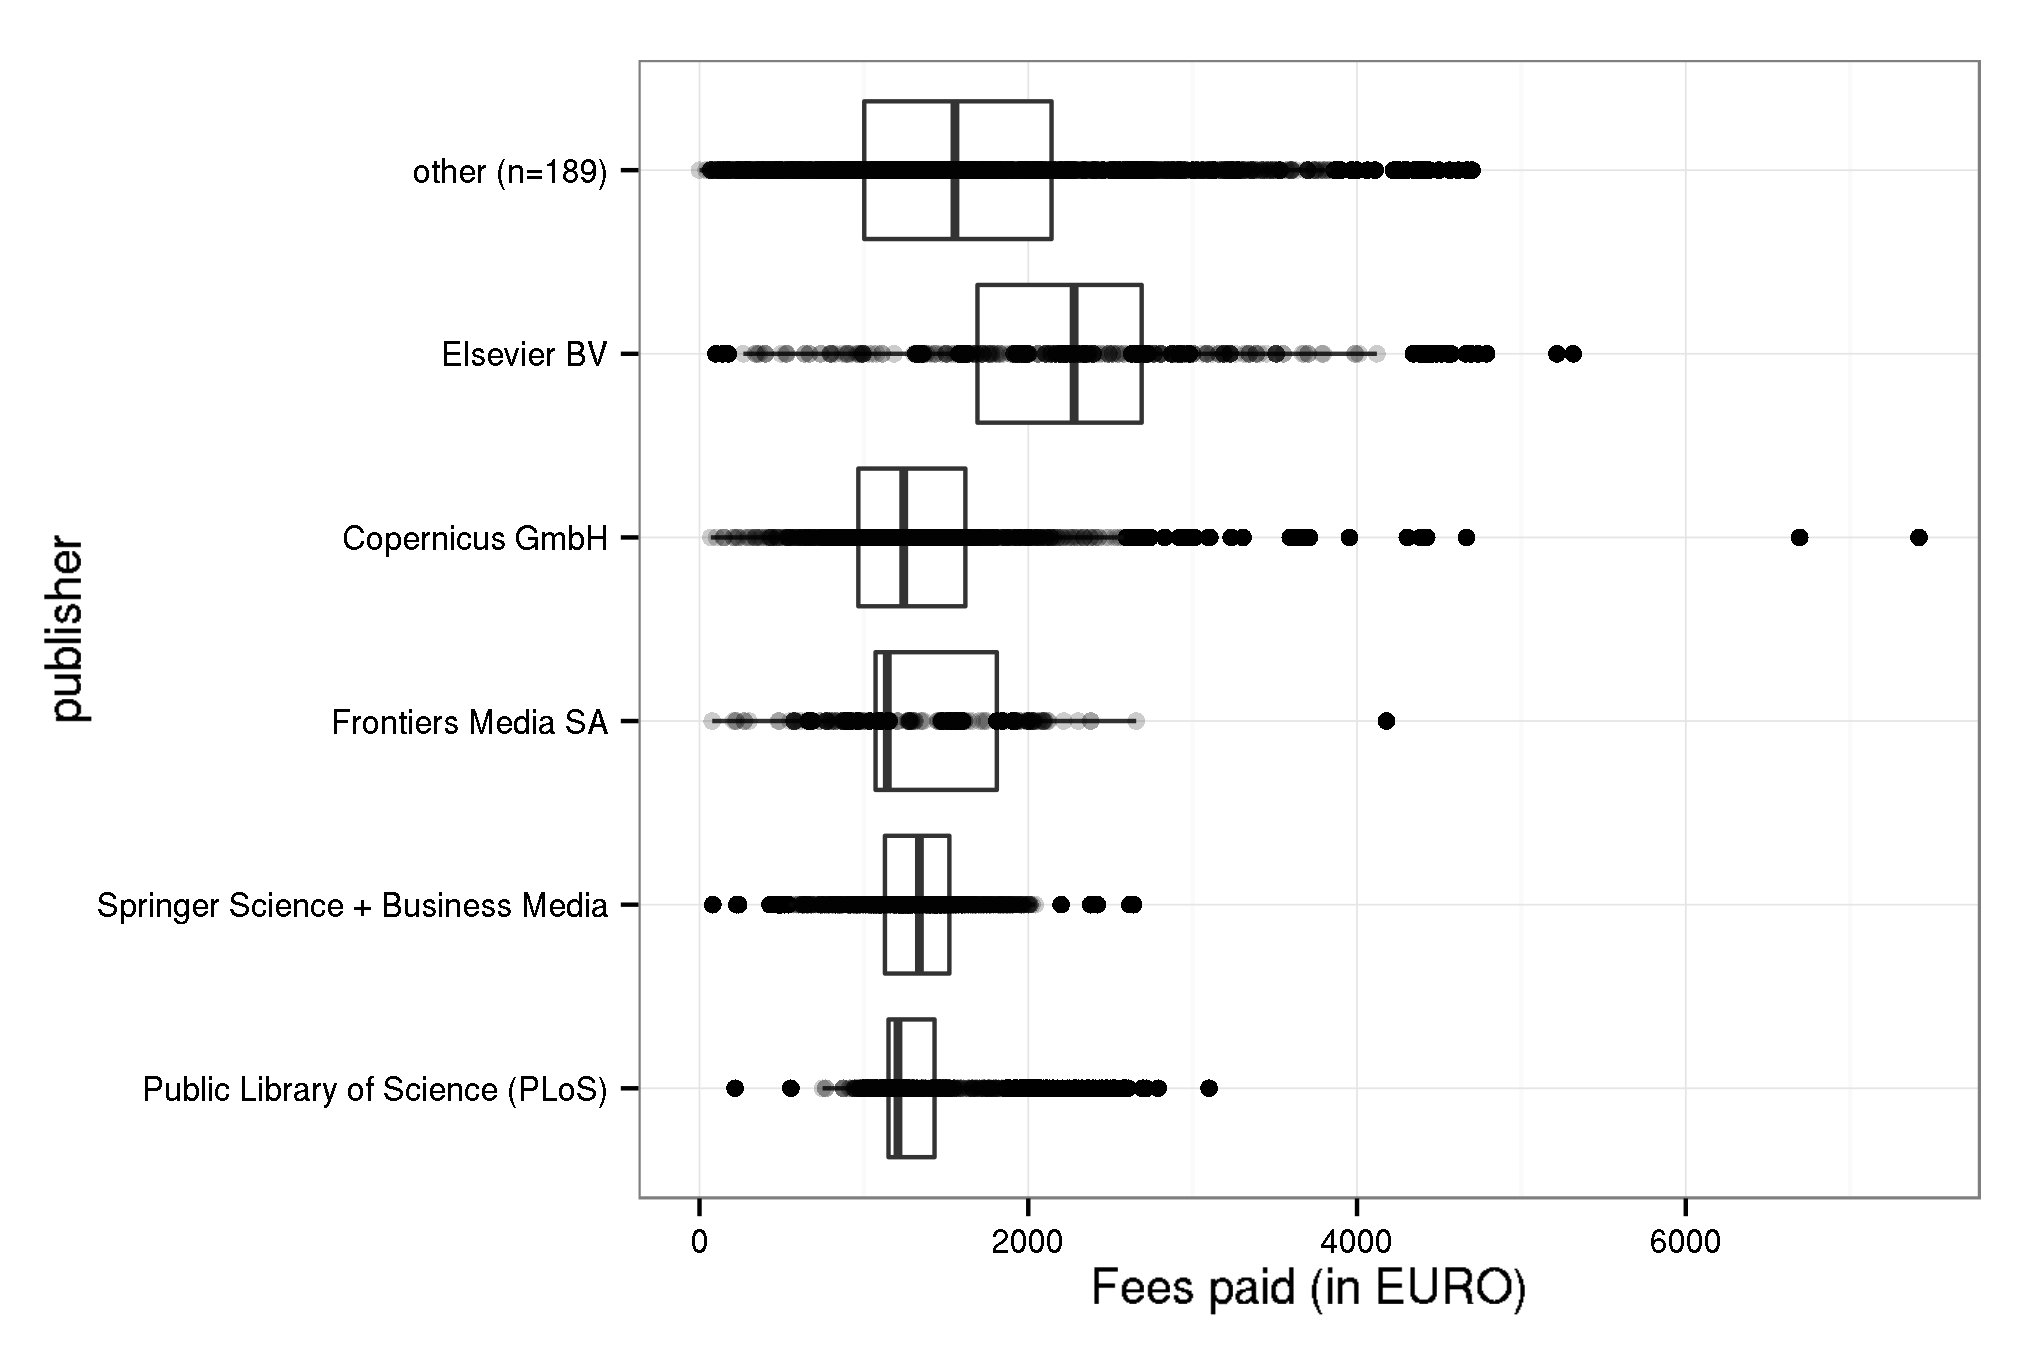 other (n=189)
Elsevier BV
Copernicus GmbH
Frontiers Media SA
Springer Science + Business Media
Public Library of Science (PLoS)
publisher
0 2000 4000 6000
Fees paid (in EURO)